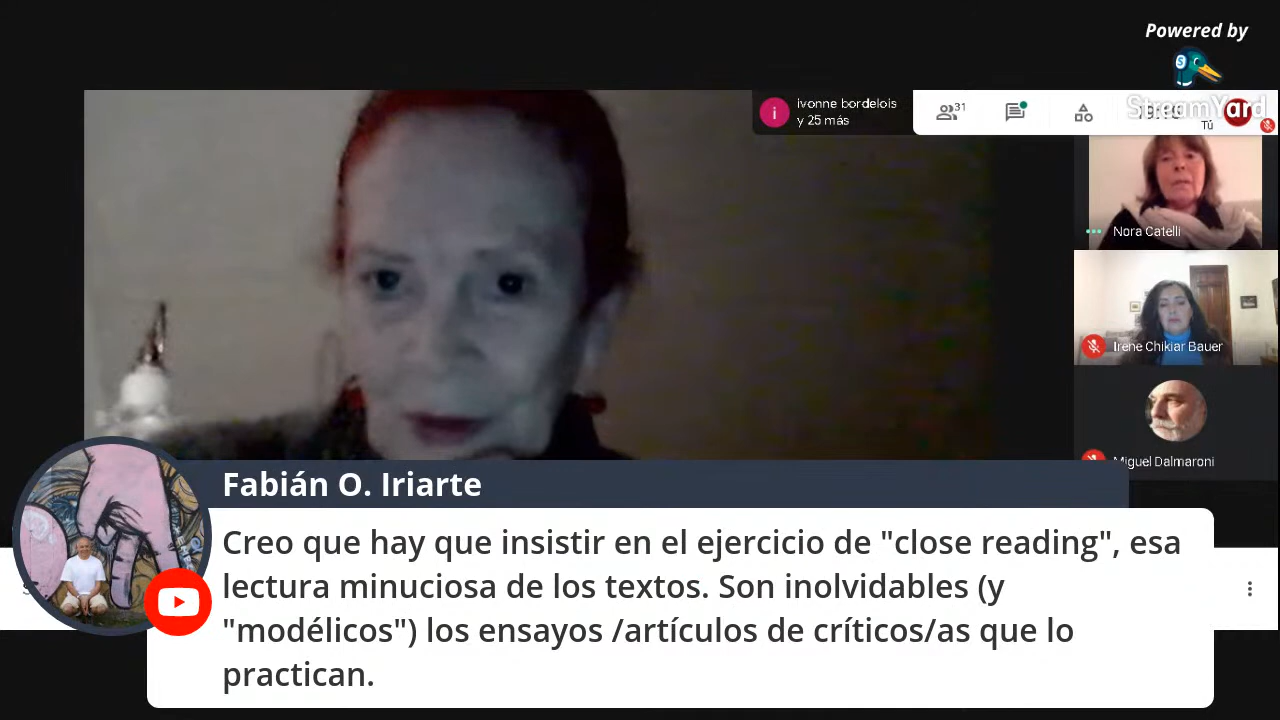 Powered by
StreamYard
ivonne bordelois
y 25 más
i
31
Tú
Nora Catelli
Irene Chikiar Bauer
Miguel Dalmaroni
Fabián O. Iriarte
Creo que hay que insistir en el ejercicio de "close reading", esa
lectura minuciosa de los textos. Son inolvidables (y
"modélicos") los ensayos /artículos de críticos/as que lo
practican.